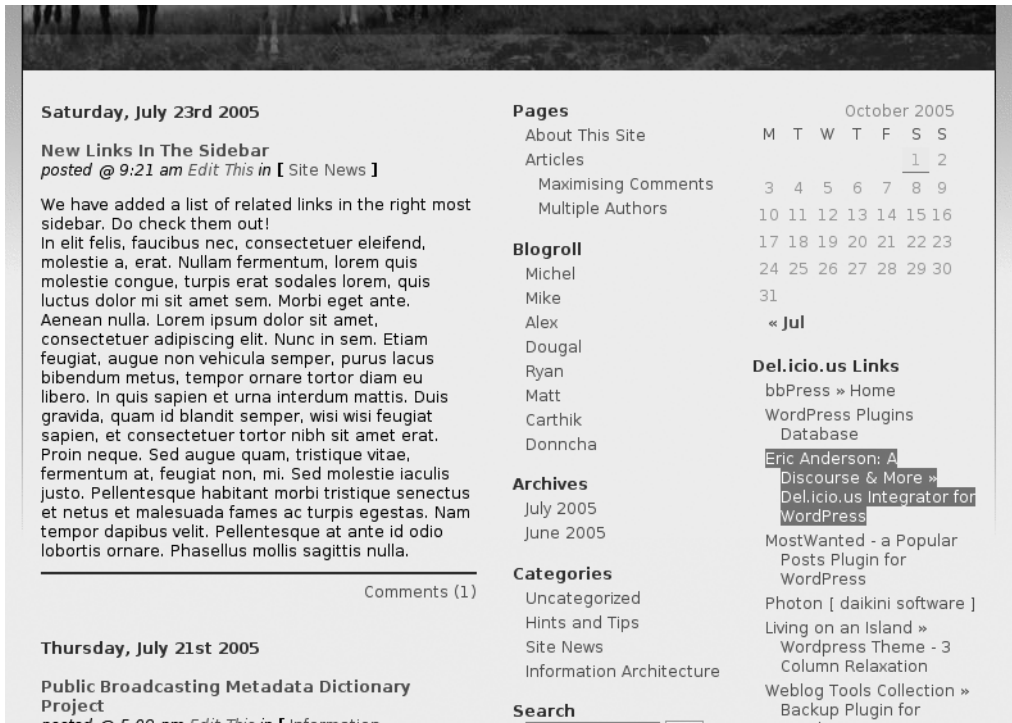 Saturday, July 23rd 2005
New Links In The Sidebar
posted @ 9:21 am Edit This in [ Site News ]
We have added a list of related links in the right most
sidebar. Do check them out!
In elit felis, faucibus nec, consectetuer eleifend,
molestie a, erat. Nullam fermentum, lorem quis
molestie congue, turpis erat sodales lorem, quis
luctus dolor mi sit amet sem. Morbi eget ante.
Aenean nulla. Lorem ipsum dolor sit amet,
consectetuer adipiscing elit. Nunc in sem. Etiam
feugiat, augue non vehicula semper, purus lacus
bibendum metus, tempor ornare tortor diam eu
libero. In quis sapien et urna interdum mattis. Duis
gravida, quam id blandit semper, wisi wisi feugiat
sapien, et consectetuer tortor nibh sit amet erat.
Proin neque. Sed augue quam, tristique vitae,
fermentum at, feugiat non, mi. Sed molestie iaculis
justo. Pellentesque habitant morbi tristique senectus
et netus et malesuada fames ac turpis egestas. Nam
tempor dapibus velit. Pellentesque at ante id odio
lobortis ornare. Phasellus mollis sagittis nulla.
Comments (1)
Thursday, July 21st 2005
Public Broadcasting Metadata Dictionary
Project
posted @ 5:00 pm Edit This in [ Information
Pages
About This Site
Articles
Maximising Comments
Multiple Authors
Blogroll
Michel
Mike
Alex
Dougal
Ryan
Matt
Carthik
Donncha
Archives
July 2005
June 2005
Categories
Uncategorized
Hints and Tips
Site News
Information Architecture
Search
October 2005
M T W T F S S
1 2
3 4 5 6 7 8 9
10 11 12 13 14 15 16
17 18 19 20 21 22 23
24 25 26 27 28 29 30
31
« Jul
Del.icio.us Links
bbPress » Home
WordPress Plugins
Database
Eric Anderson: A
Discourse & More »
Del.icio.us Integrator for
WordPress
MostWanted - a Popular
Posts Plugin for
WordPress
Photon [ daikini software ]
Living on an Island »
Wordpress Theme - 3
Column Relaxation
Weblog Tools Collection »
Backup Plugin for